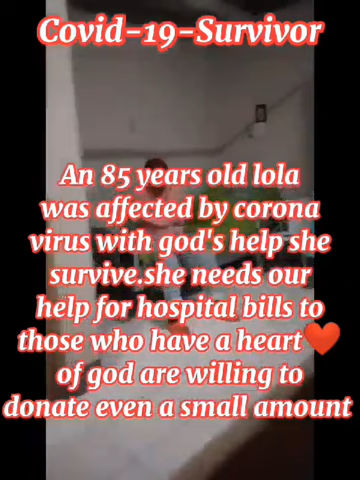 Covid-19-Survivor
An 85 years old lola
was affected by corona
virus with god's help she
survive.she needs our
help for hospital bills to
those who have a heart❤️
of god are willing to
donate even a small amount